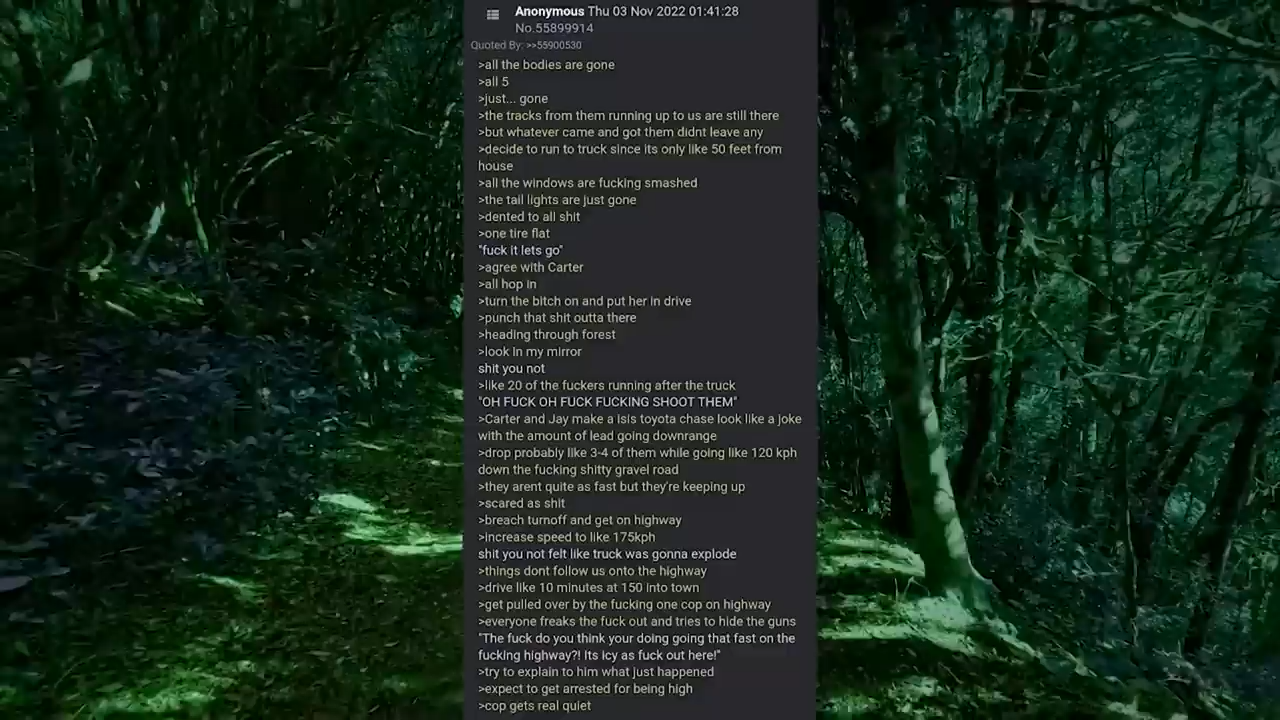 Anonymous Thu 03 Nov 2022 01:41:28
No.55899914
Quoted By: >>55900530
>all the bodies are gone
>all 5
>just... gone
>the tracks from them running up to us are still there
>but whatever came and got them didnt leave any
>decide to run to truck since its only like 50 feet from
house
>all the windows are fucking smashed
>the tail lights are just gone
>dented to all shit
>one tire flat
"fuck it lets go"
>agree with Carter
>all hop in
>turn the bitch on and put her in drive
>punch that shit outta there
>heading through forest
>look in my mirror
shit you not
>like 20 of the fuckers running after the truck
"OH FUCK OH FUCK FUCKING SHOOT THEM"
>Carter and Jay make a isis toyota chase look like a joke
with the amount of lead going downrange
>drop probably like 3-4 of them while going like 120 kph
down the fucking shitty gravel road
>they arent quite as fast but they're keeping up
>scared as shit
>breach turnoff and get on highway
>increase speed to like 175kph
shit you not felt like truck was gonna explode
>things dont follow us onto the highway
>drive like 10 minutes at 150 into town
>get pulled over by the fucking one cop on highway
>everyone freaks the fuck out and tries to hide the guns
"The fuck do you think your doing going that fast on the
fucking highway?! Its icy as fuck out here!"
>try to explain to him what just happened
>expect to get arrested for being high
>cop gets real quiet